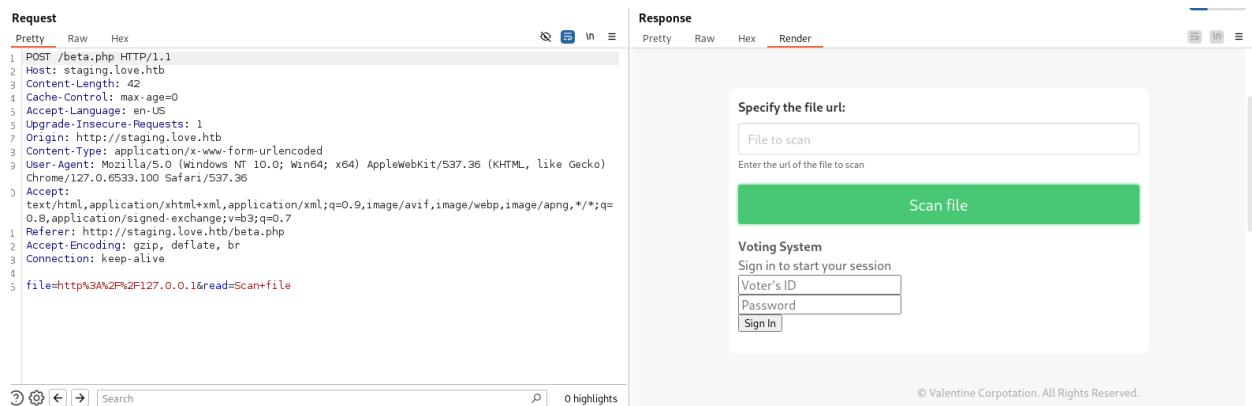 Request
Pretty Raw Hex
\n
1 POST /beta.php HTTP/1.1
2 Host: staging.love.htb
3 Content-Length: 42
4 Cache-Control: max-age=0
5 Accept-Language: en-US
6 Upgrade-Insecure-Requests: 1
7 Origin: http://staging.love.htb
8 Content-Type: application/x-www-form-urlencoded
9 User-Agent: Mozilla/5.0 (Windows NT 10.0; Win64; x64) AppleWebKit/537.36 (KHTML, like Gecko)
Chrome/127.0.6533.100 Safari/537.36
0 Accept:
text/html,application/xhtml+xml,application/xml;q=0.9,image/avif,image/webp,image/apng,*/*;q=
0.8,application/signed-exchange;v=b3;q=0.7
1 Referer: http://staging.love.htb/beta.php
2 Accept-Encoding: gzip, deflate, br
3 Connection: keep-alive
4
5 file=http%3A%2F%2F127.0.0.1&read=Scan+file
Search
0 highlights
Response
Pretty Raw Hex Render
\n
Specify the file url:
File to scan
Enter the url of the file to scan
Scan file
Voting System
Sign in to start your session
Voter's ID
Password
Sign In
© Valentine Corpotation. All Rights Reserved.